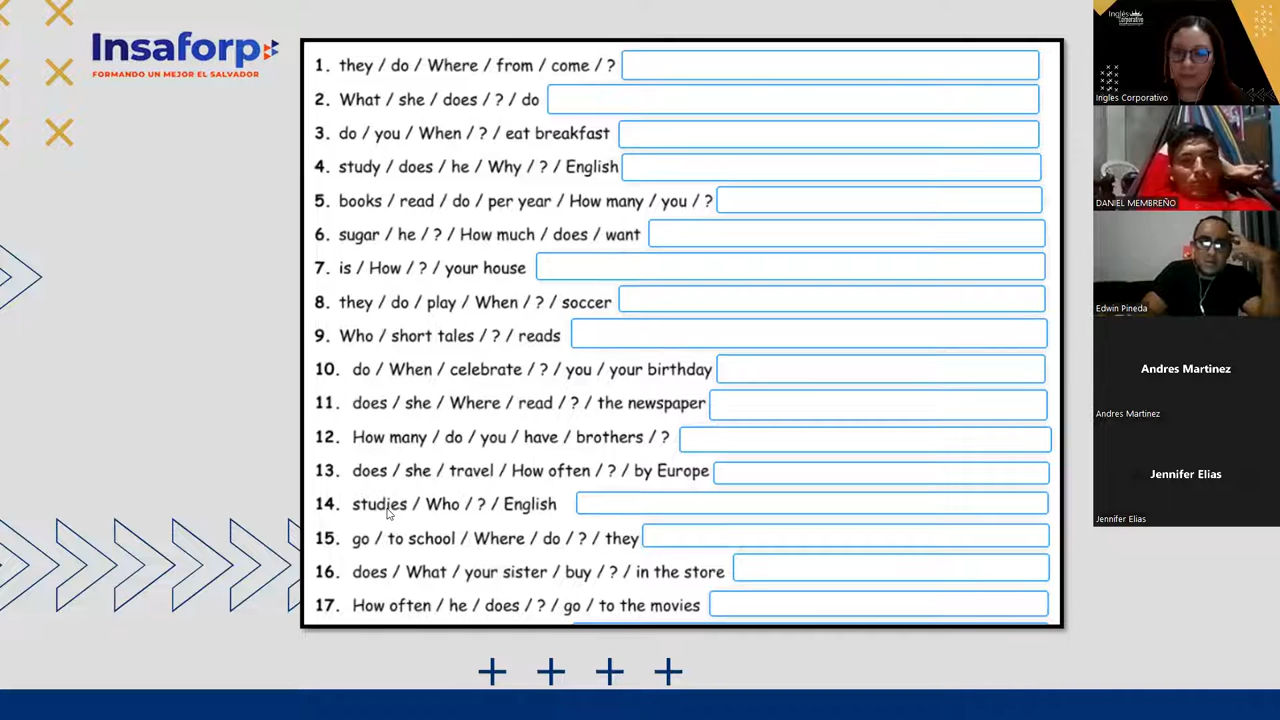 Insaforp
FORMANDO UN MEJOR EL SALVADOR
1. they / do / Where / from / come / ?
2. What / she / does / ? / do
3. do / you / When / ? / eat breakfast
4. study / does / he / Why / ? / English
5. books / read / do / per year / How many / you / ?
6. sugar / he / ? / How much / does / want
7. is / How / ? / your house
8. they / do / play / When / ? / soccer
9. Who / short tales / ? / reads
10. do / When / celebrate / ? / you / your birthday
11. does / she / Where / read / ? / the newspaper
12. How many / do / you / have / brothers / ?
13. does / she / travel / How often / ? / by Europe
14. studies / Who / ? / English
15. go / to school / Where / do / ? / they
16. does / What / your sister / buy / ? / in the store
17. How often / he / does / ? / go / to the movies
Inglés
Corporativo
Ingles Corporativo
DANIEL MEMBREÑO
Edwin Pineda
Andres Martinez
Andres Martinez
Jennifer Elias
Jennifer Elias